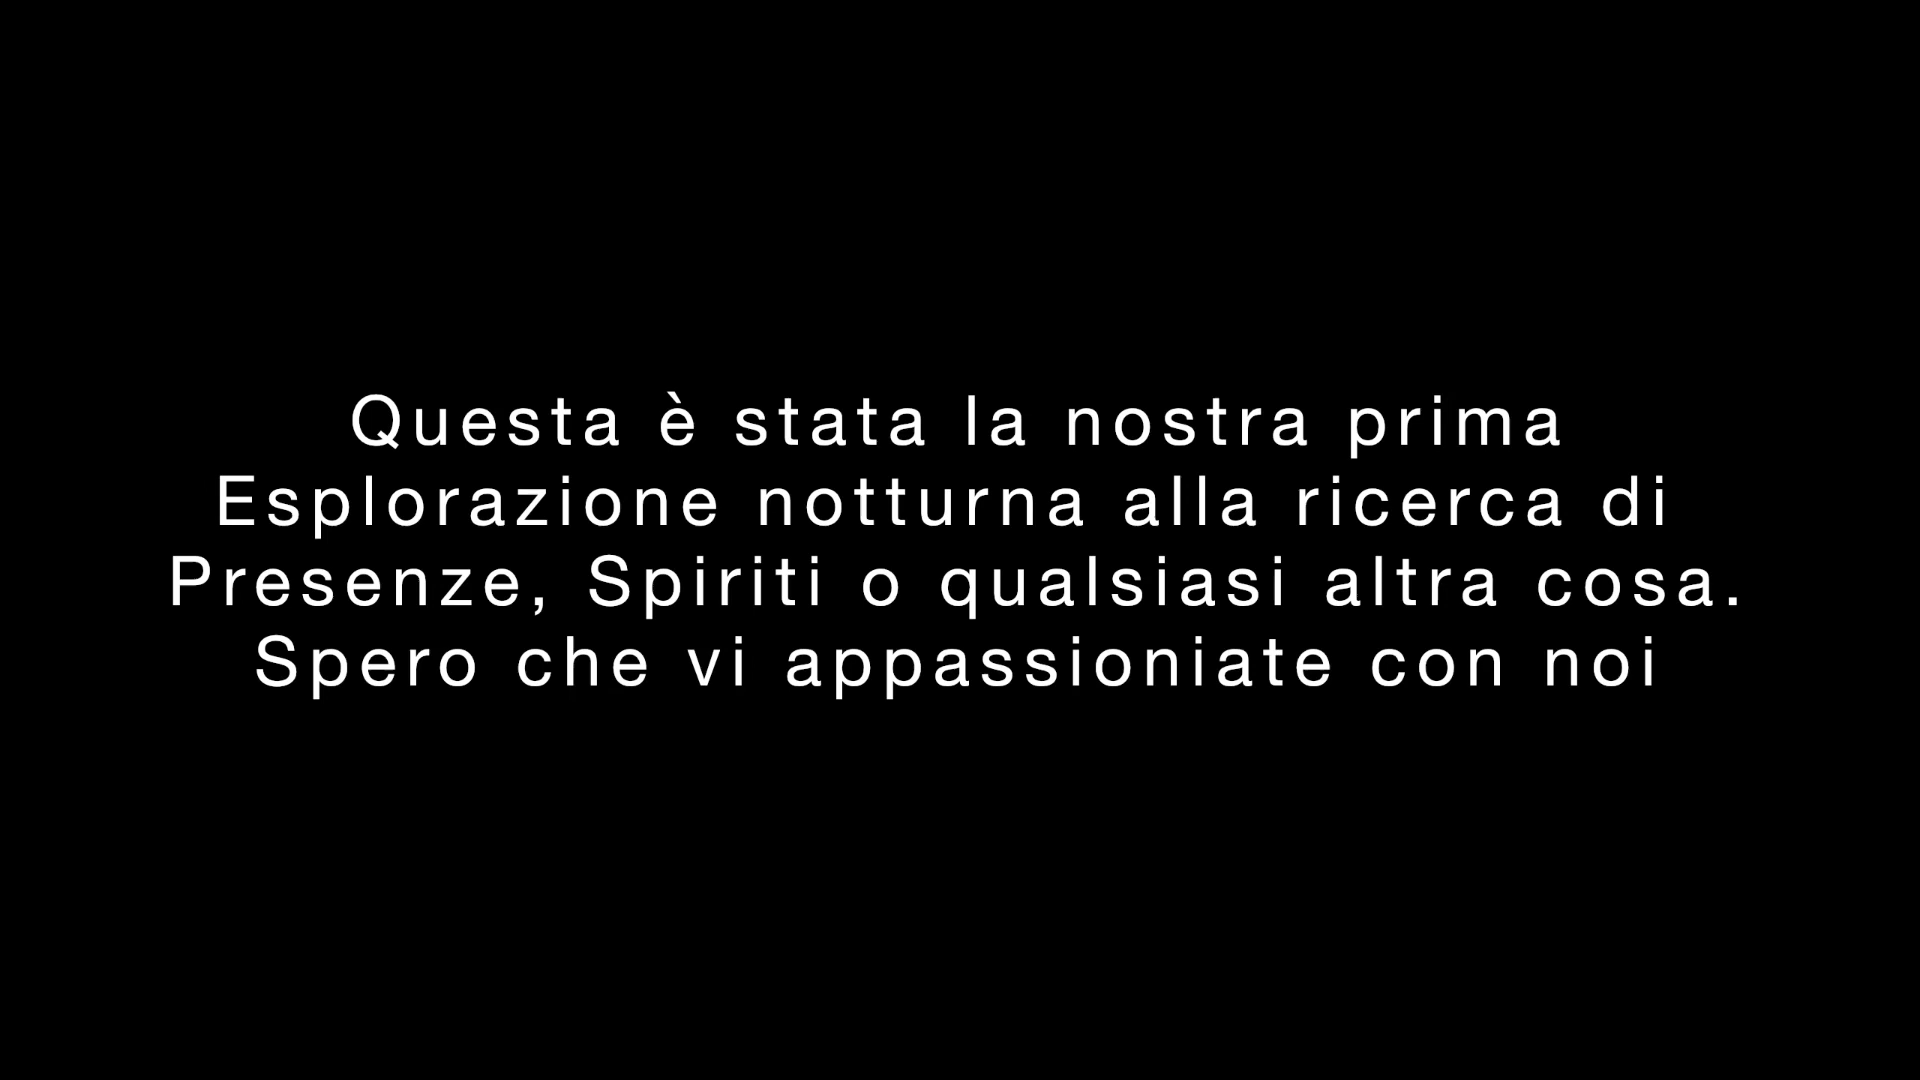 Questa è stata la nostra prima
Esplorazione notturna alla ricerca di
Presenze, Spiriti o qualsiasi altra cosa.
Spero che vi appassioniate con noi